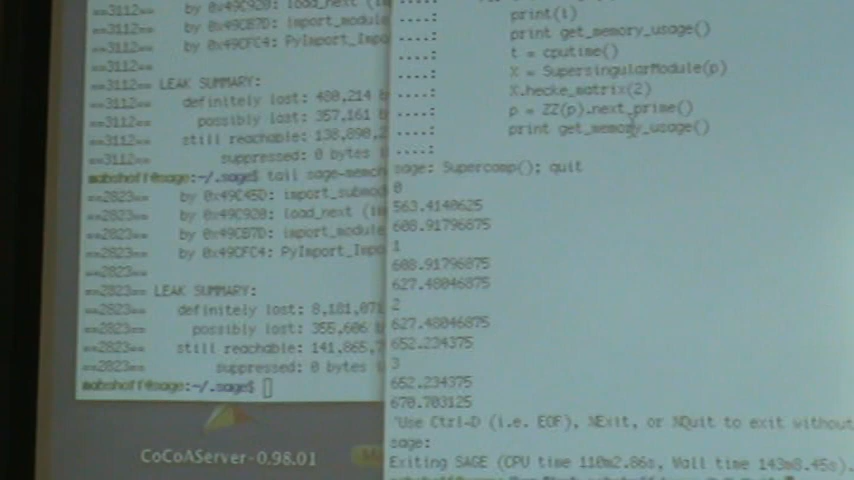 ==3112== by 0x49C920: load_next (i
==3112== by 0x49CB7D: import_module
==3112== by 0x49CFC4: PyImport_Impo
==3112==
==3112== LEAK SUMMARY:
==3112== definitely lost: 480,214 b
==3112== possibly lost: 357,161 b
==3112== still reachable: 138,890,2
==3112== suppressed: 0 bytes i
mabshoff@sage:~/.sage$ tail sage-memch
==2823== by 0x49C45D: import_submod
==2823== by 0x49C920: load_next (im
==2823== by 0x49CB7D: import_module
==2823== by 0x49CFC4: PyImport_Impo
==2823==
==2823== LEAK SUMMARY:
==2823== definitely lost: 8,181,071
==2823== possibly lost: 355,606 b
==2823== still reachable: 141,865,7
==2823== suppressed: 0 bytes i
mabshoff@sage:~/.sage$
CoCoAServer-0.98.01
....: print(i)
....: print get_memory_usage()
....: t = cputime()
....: X = SupersingularModule(p)
....: X.hecke_matrix(2)
....: p = ZZ(p).next_prime()
....: print get_memory_usage()
....:
sage: Supercomp(); quit
0
563.4140625
608.91796875
1
608.91796875
627.48046875
2
627.48046875
652.234375
3
652.234375
670.703125
'Use Ctrl-D (i.e. EOF), %Exit, or %Quit to exit without
sage:
Exiting SAGE (CPU time 110m2.86s, Wall time 143m8.45s).